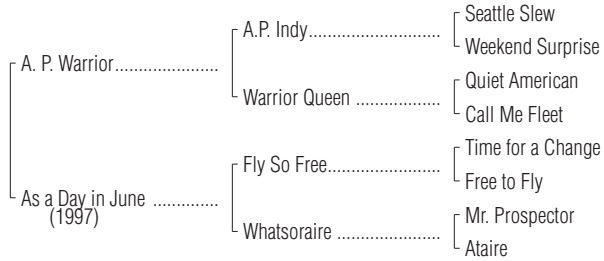 Seattle Slew
A.P. Indy..............................
Weekend Surprise
A. P. Warrior.......................
Quiet American
Warrior Queen ...................
Call Me Fleet
Time for a Change
Fly So Free.........................
Free to Fly
As a Day in June ...............
(1997)
Mr. Prospector
Whatsoraire .......................
Ataire